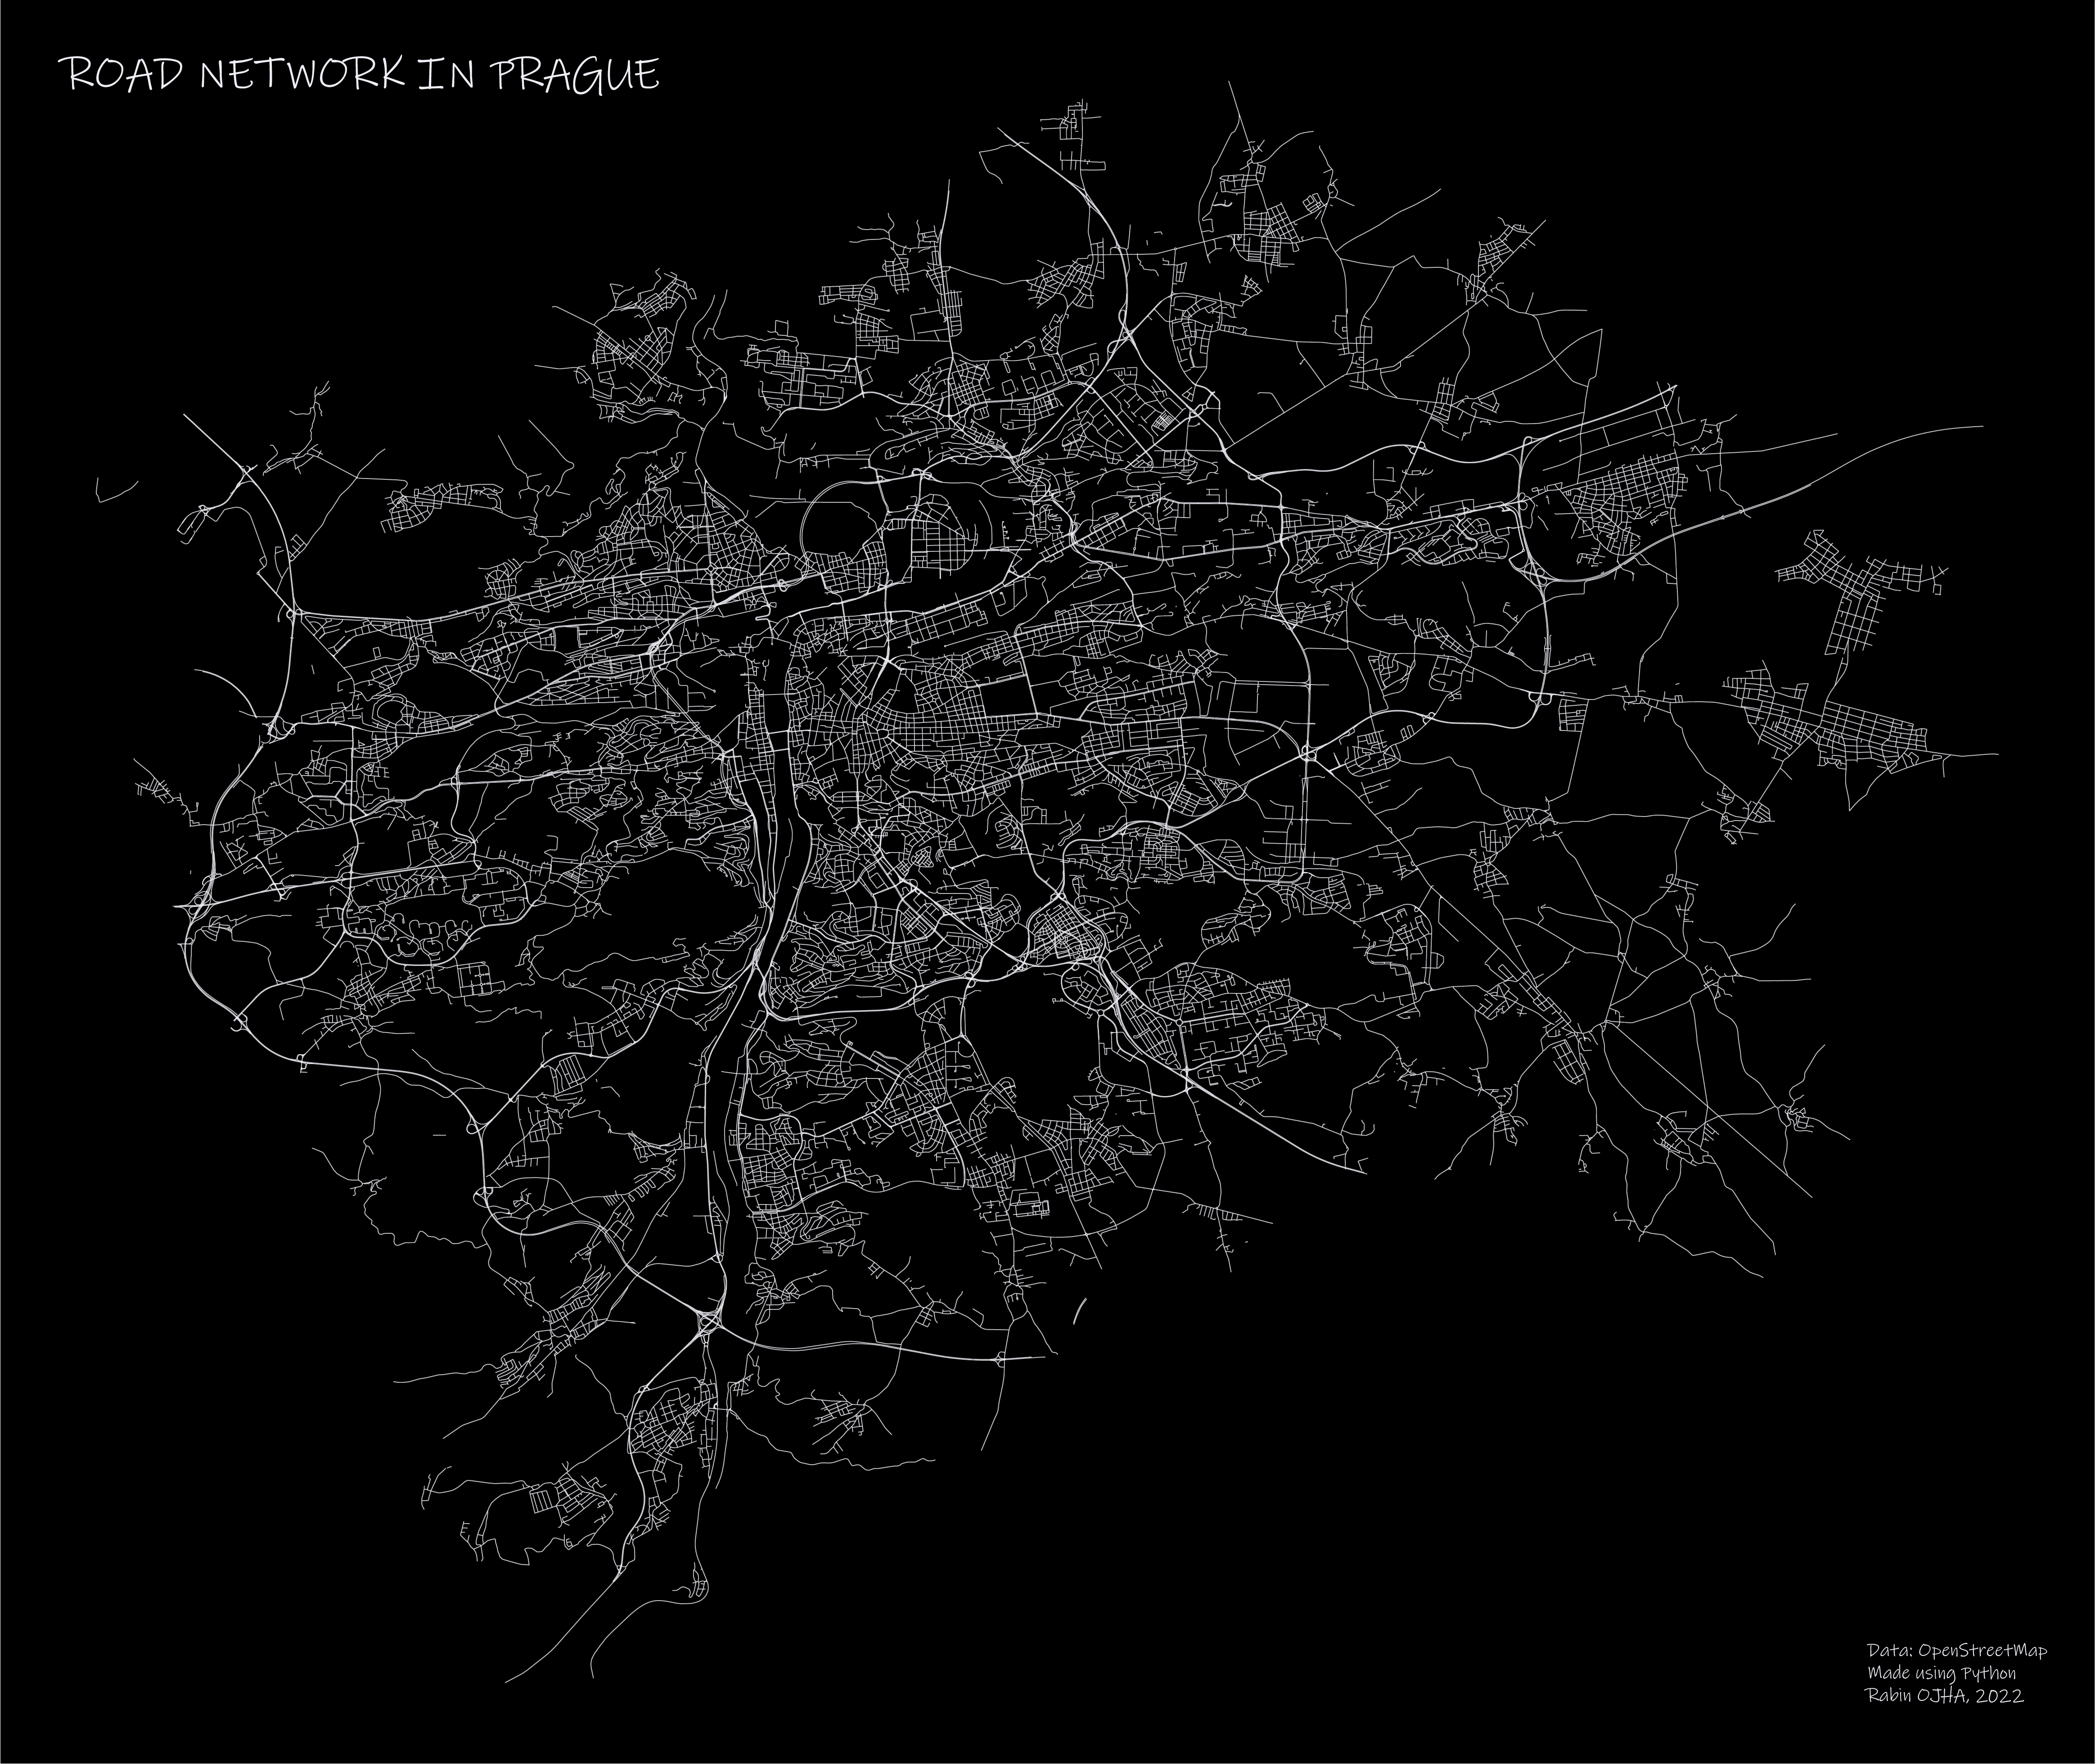 ROAD NETWORK IN PRAGUE
Data: OpenStreetMap
Made using Python
Rabin OJHA, 2022